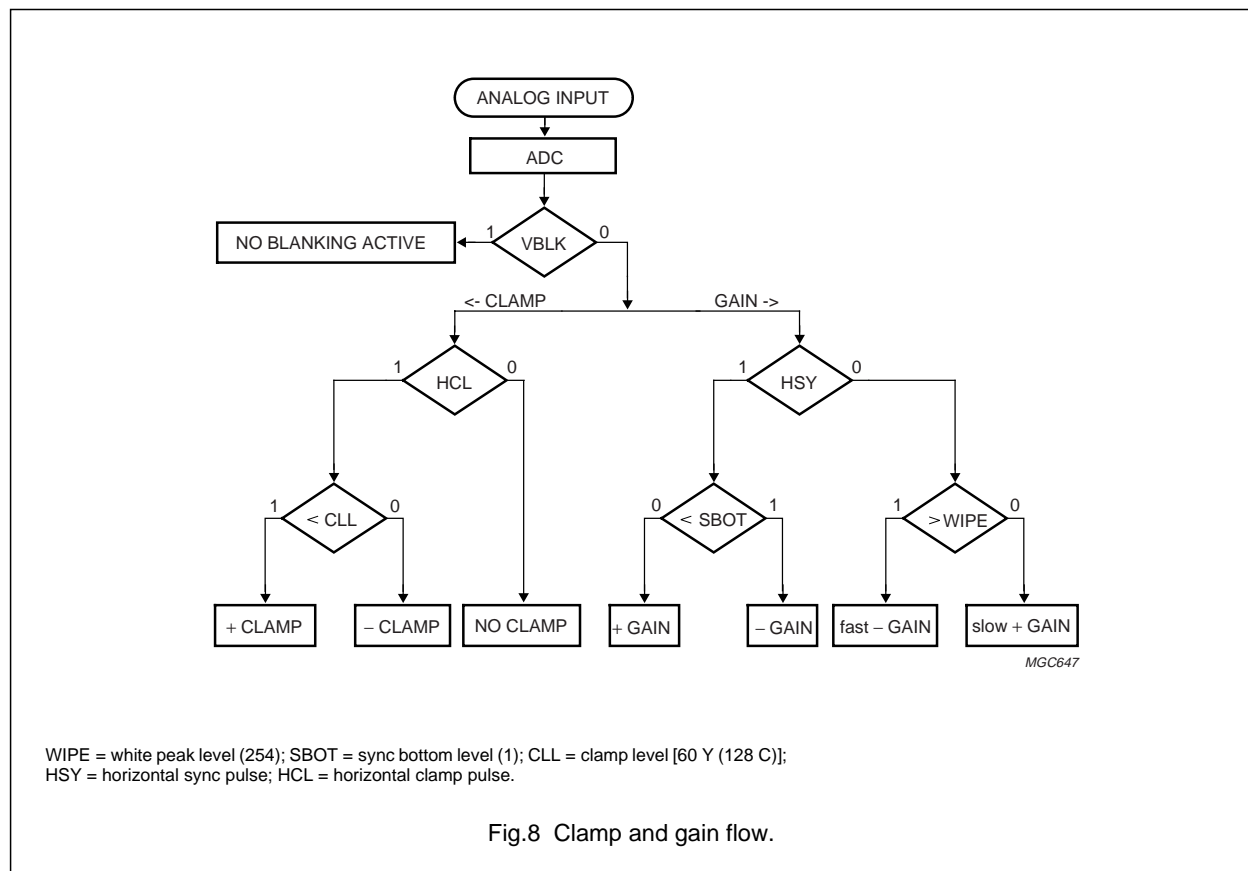 ANALOG INPUT
ADC
1 VBLK 0
NO BLANKING ACTIVE
<- CLAMP GAIN ->
1 HCL 0
1 HSY 0
1 < CLL 0
0 < SBOT 1
1 > WIPE 0
+ CLAMP
− CLAMP
NO CLAMP
+ GAIN
− GAIN
fast − GAIN
slow + GAIN
MGC647
WIPE = white peak level (254); SBOT = sync bottom level (1); CLL = clamp level [60 Y (128 C)];
HSY = horizontal sync pulse; HCL = horizontal clamp pulse.
Fig.8 Clamp and gain flow.